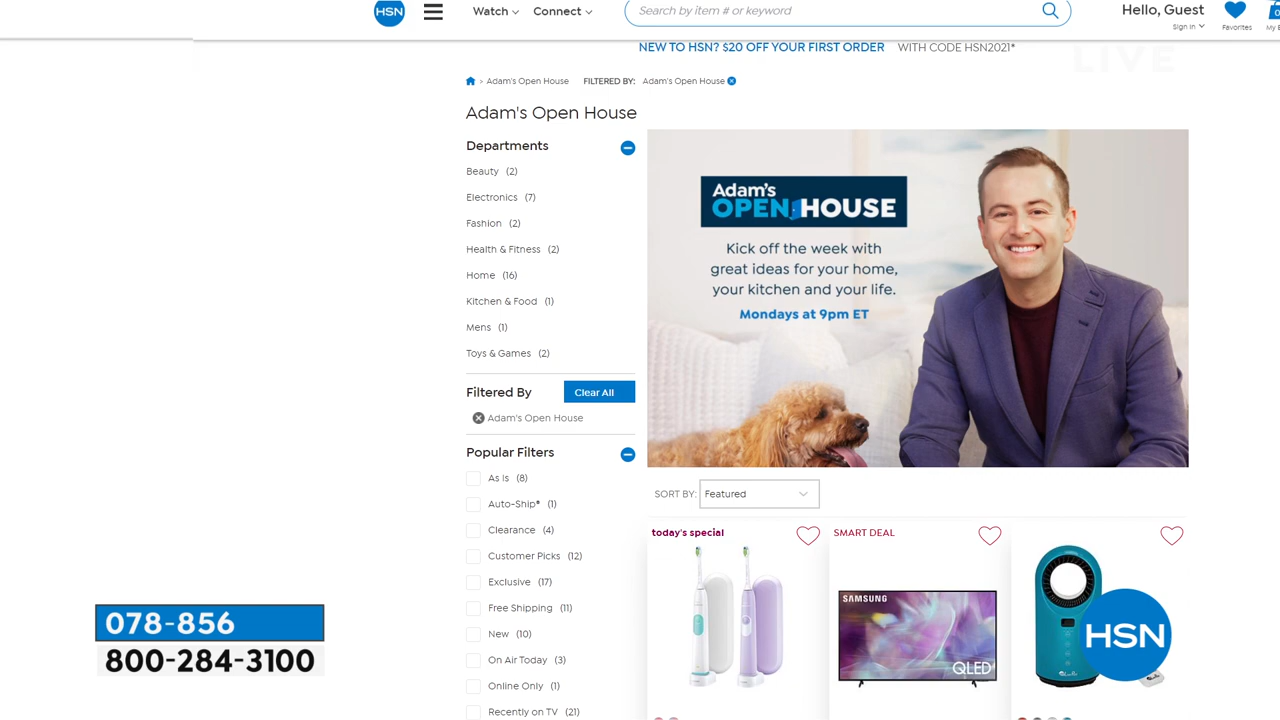 HSN
Watch
Connect
Search by item # or keyword
Hello, Guest
Sign In
Favorites
0
NEW TO HSN? $20 OFF YOUR FIRST ORDER WITH CODE HSN2021*
LIVE
> Adam's Open House FILTERED BY: Adam's Open House
Adam's Open House
Departments
Beauty (2)
Electronics (7)
Fashion (2)
Health & Fitness (2)
Home (16)
Kitchen & Food (1)
Mens (1)
Toys & Games (2)
Filtered By
Clear All
Adam's Open House
Popular Filters
As Is (8)
Auto-Ship® (1)
Clearance (4)
Customer Picks (12)
Exclusive (17)
Free Shipping (11)
New (10)
On Air Today (3)
Online Only (1)
Recently on TV (21)
Adam's
OPEN HOUSE
Kick off the week with
great ideas for your home,
your kitchen and your life.
Mondays at 9pm ET
SORT BY: Featured
today's special
SMART DEAL
SAMSUNG
QLED
HSN
078-856
800-284-3100